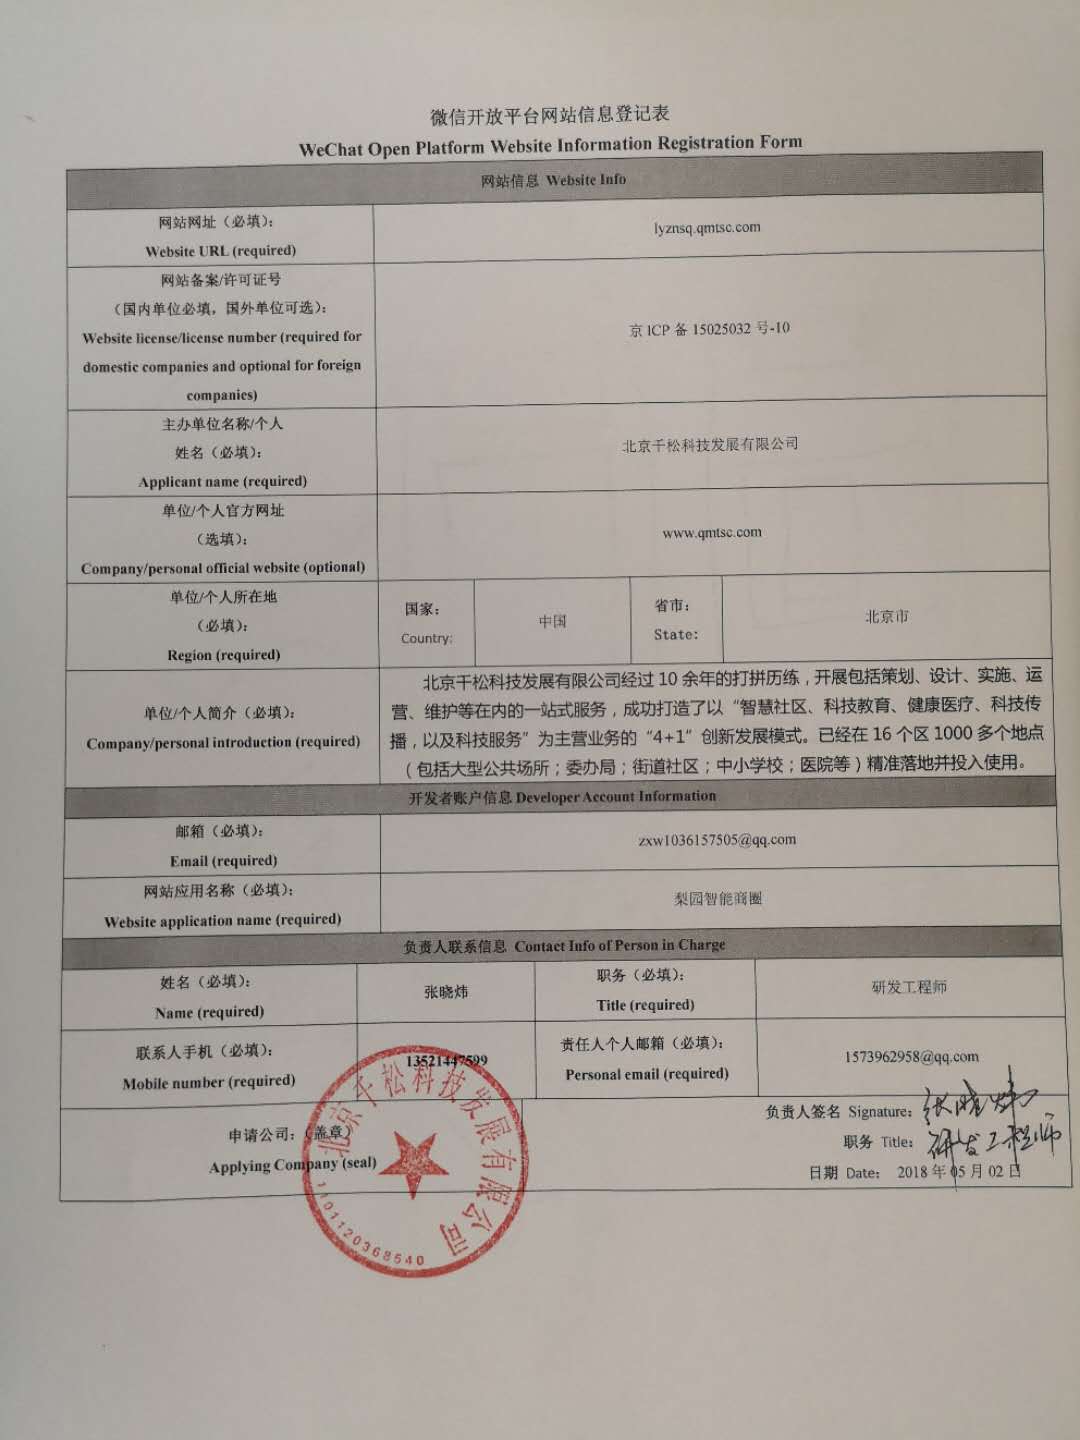 微信开放平台网站信息登记表
WeChat Open Platform Website Information Registration Form
网站信息 Website Info
网站网址（必填）：
Website URL (required)
lyznsq.qmtsc.com
网站备案/许可证号
（国内单位必填，国外单位可选）：
Website license/license number (required for
domestic companies and optional for foreign
companies)
京 ICP 备 15025032 号-10
主办单位名称/个人
姓名（必填）：
Applicant name (required)
北京千松科技发展有限公司
单位/个人官方网址
（选填）：
Company/personal official website (optional)
www.qmtsc.com
单位/个人所在地
（必填）：
Region (required)
国家：
Country:
中国
省市：
State:
北京市
单位/个人简介（必填）：
Company/personal introduction (required)
北京千松科技发展有限公司经过 10 余年的打拼历练，开展包括策划、设计、实施、运
营、维护等在内的一站式服务，成功打造了以“智慧社区、科技教育、健康医疗、科技传
播，以及科技服务”为主营业务的“4+1”创新发展模式。已经在 16 个区 1000 多个地点
（包括大型公共场所；委办局；街道社区；中小学校；医院等）精准落地并投入使用。
开发者账户信息 Developer Account Information
邮箱（必填）：
Email (required)
zxw1036157505@qq.com
网站应用名称（必填）：
Website application name (required)
梨园智能商圈
负责人联系信息 Contact Info of Person in Charge
姓名（必填）：
Name (required)
张晓炜
职务（必填）：
Title (required)
研发工程师
联系人手机（必填）：
Mobile number (required)
13521447599
责任人个人邮箱（必填）：
Personal email (required)
1573962958@qq.com
申请公司：（盖章）
Applying Company (seal)
北京千松科技发展有限公司
1101120368540
负责人签名 Signature: 张晓炜
职务 Title: 研发工程师
日期 Date: 2018 年 05 月 02 日